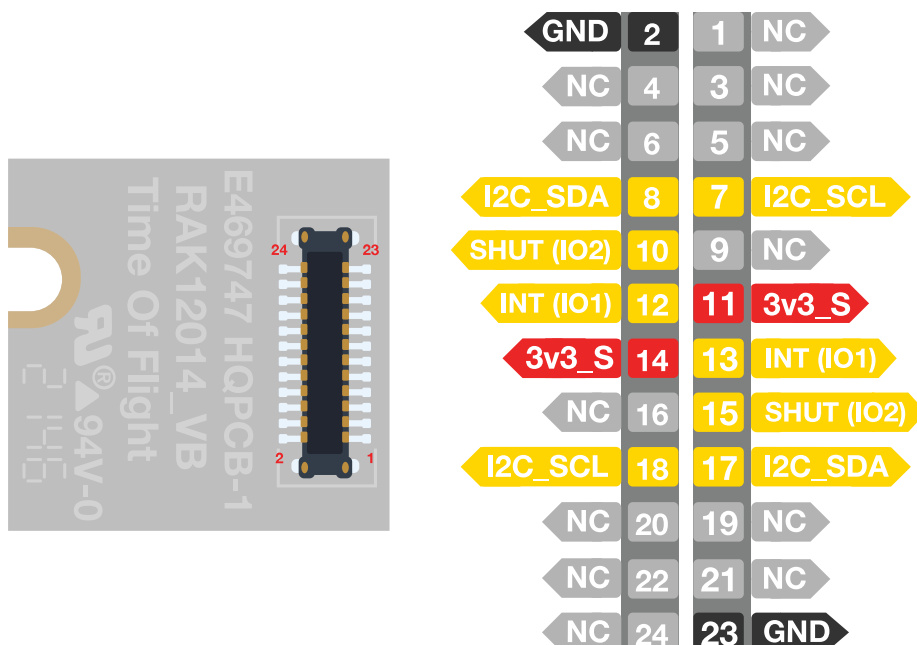 E469747 HQPCB-1
RAK12014_VB
Time Of Flight
® 94V-0
2146
24 23
2 1
GND 2 1 NC
NC 4 3 NC
NC 6 5 NC
I2C_SDA 8 7 I2C_SCL
SHUT (IO2) 10 9 NC
INT (IO1) 12 11 3v3_S
3v3_S 14 13 INT (IO1)
NC 16 15 SHUT (IO2)
I2C_SCL 18 17 I2C_SDA
NC 20 19 NC
NC 22 21 NC
NC 24 23 GND